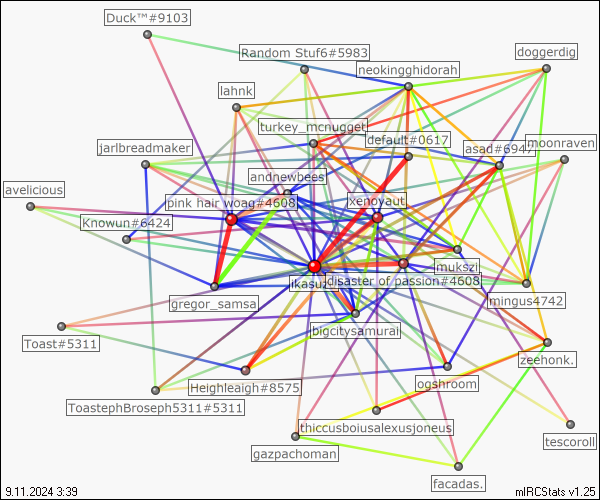 Duck™#9103
Random Stuf6#5983
doggerdig
neokingghidorah
lahnk
turkey_mcnugget
default#0617
jarlbreadmaker
asad#6947
moonraven
andnewbees
avelicious
pink hair woag#4608
xenoyaut
Knowun#6424
mukszi
ikasuz
disaster of passion#4608
gregor_samsa
mingus4742
bigcitysamurai
Toast#5311
zeehonk.
Heighleaigh#8575
ogshroom
ToastephBroseph5311#5311
thiccusboiusalexusjoneus
tescoroll
gazpachoman
facadas.
9.11.2024 3:39
mIRCStats v1.25